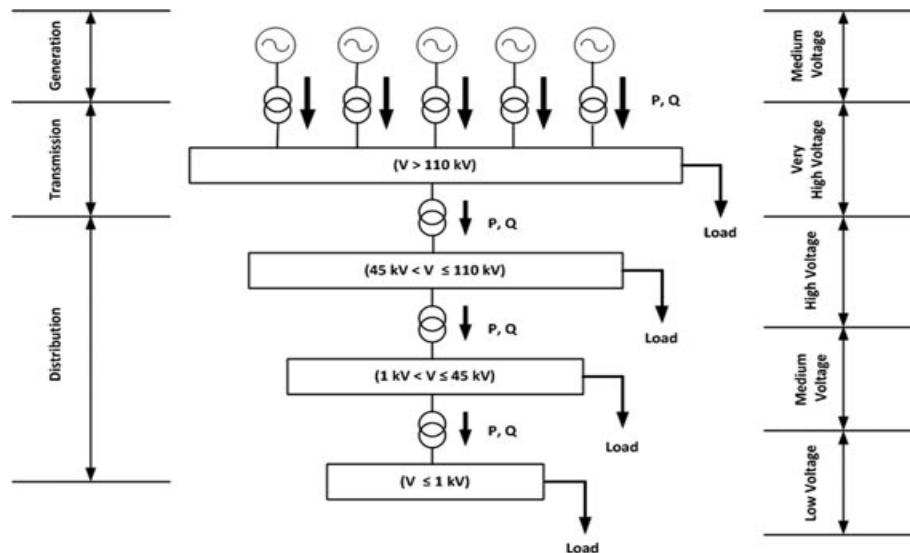 Generation
Medium
Voltage
P, Q
Transmission
(V > 110 kV)
Very
High Voltage
Load
P, Q
Distribution
(45 kV < V ≤ 110 kV)
High Voltage
Load
P, Q
(1 kV < V ≤ 45 kV)
Medium
Voltage
Load
P, Q
(V ≤ 1 kV)
Low Voltage
Load